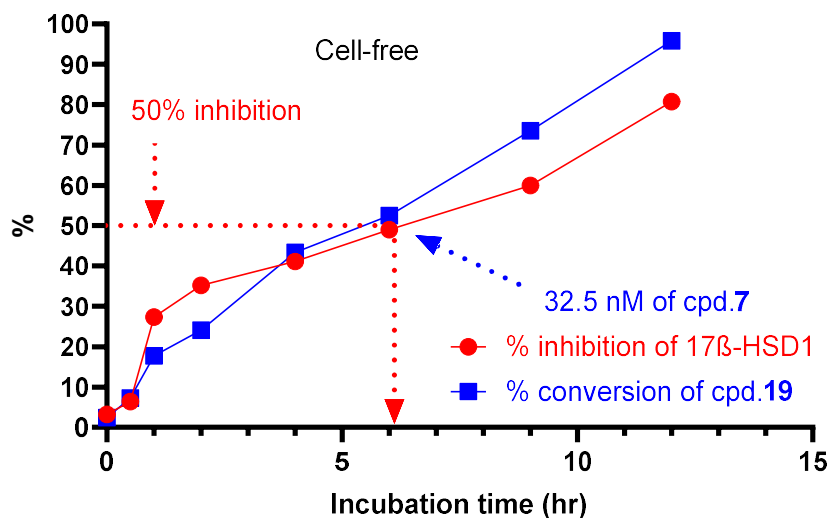 100
90
80
70
60
50
40
30
20
10
0
%
Cell-free
50% inhibition
32.5 nM of cpd.7
% inhibition of 17ß-HSD1
% conversion of cpd.19
0 5 10 15
Incubation time (hr)